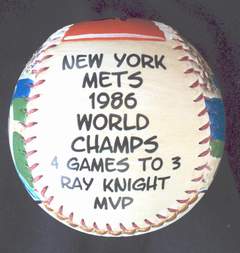 NEW YORK
METS
1986
WORLD
CHAMPS
4 GAMES TO 3
RAY KNIGHT
MVP